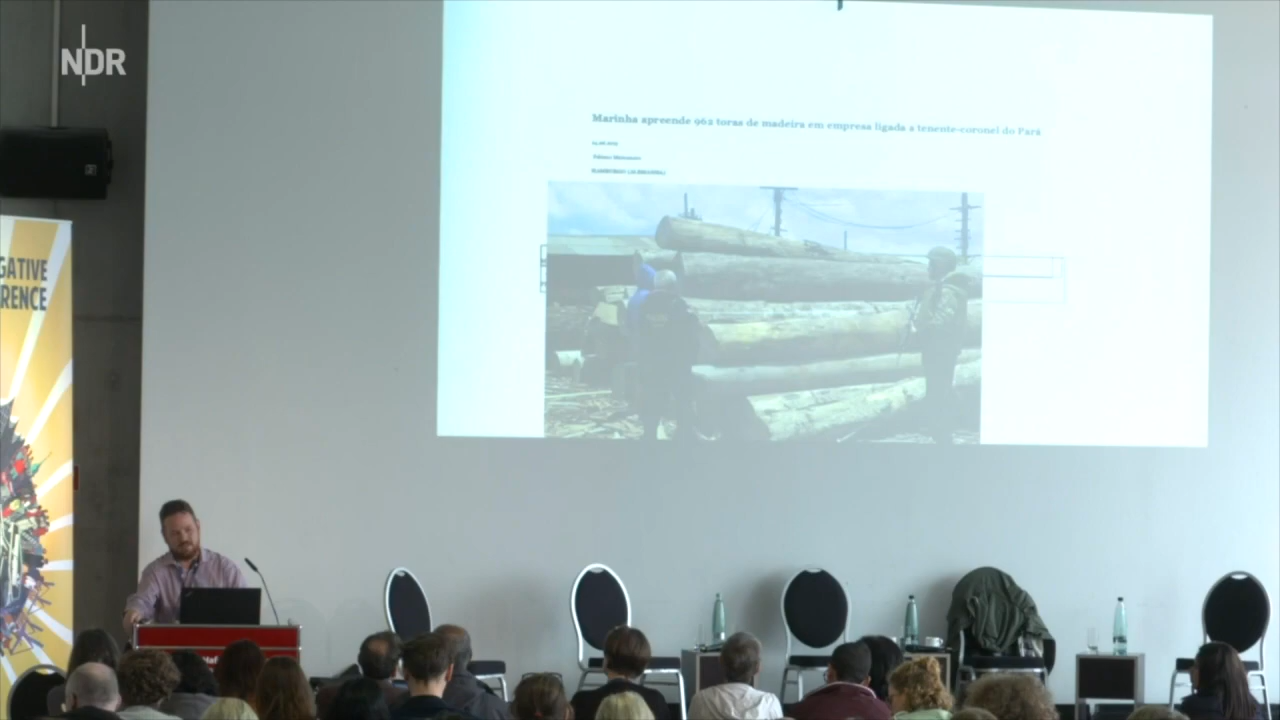 NDR
GATIVE
RENCE
Marinha apreende 962 toras de madeira em empresa ligada a tenente-coronel do Pará